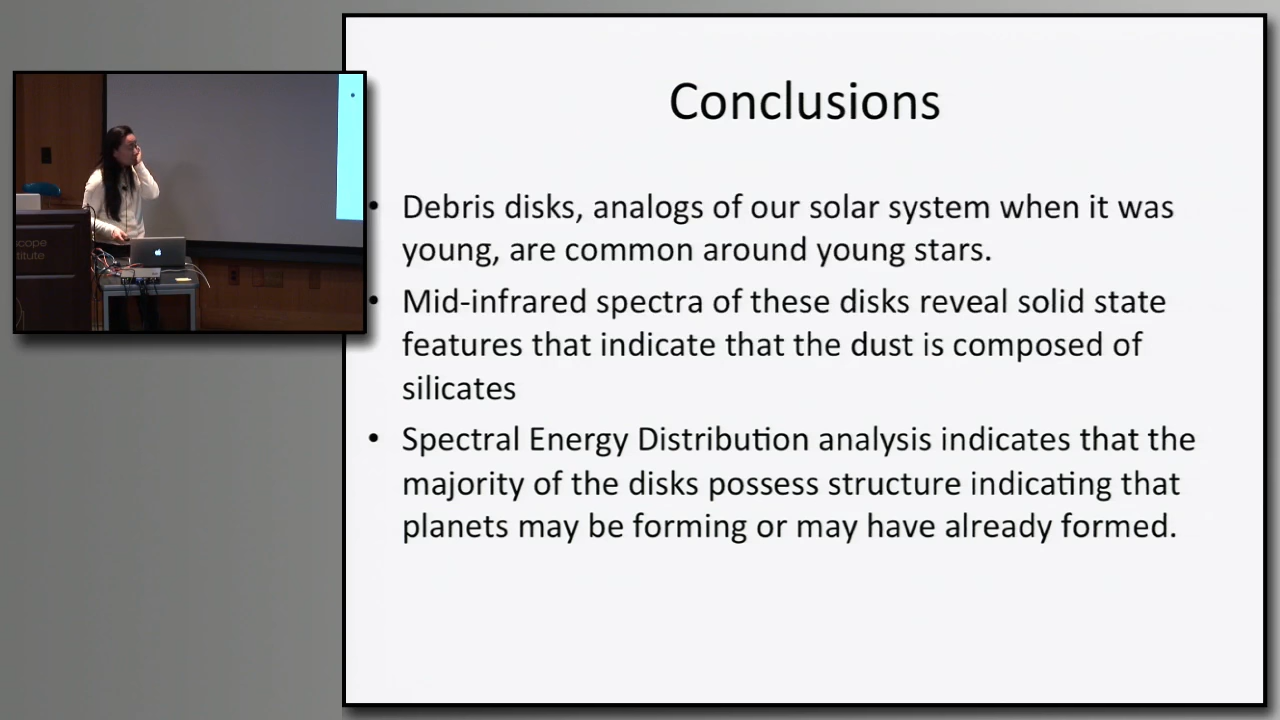 Conclusions
• Debris disks, analogs of our solar system when it was
young, are common around young stars.
• Mid-infrared spectra of these disks reveal solid state
features that indicate that the dust is composed of
silicates
• Spectral Energy Distribution analysis indicates that the
majority of the disks possess structure indicating that
planets may be forming or may have already formed.
scope
titute